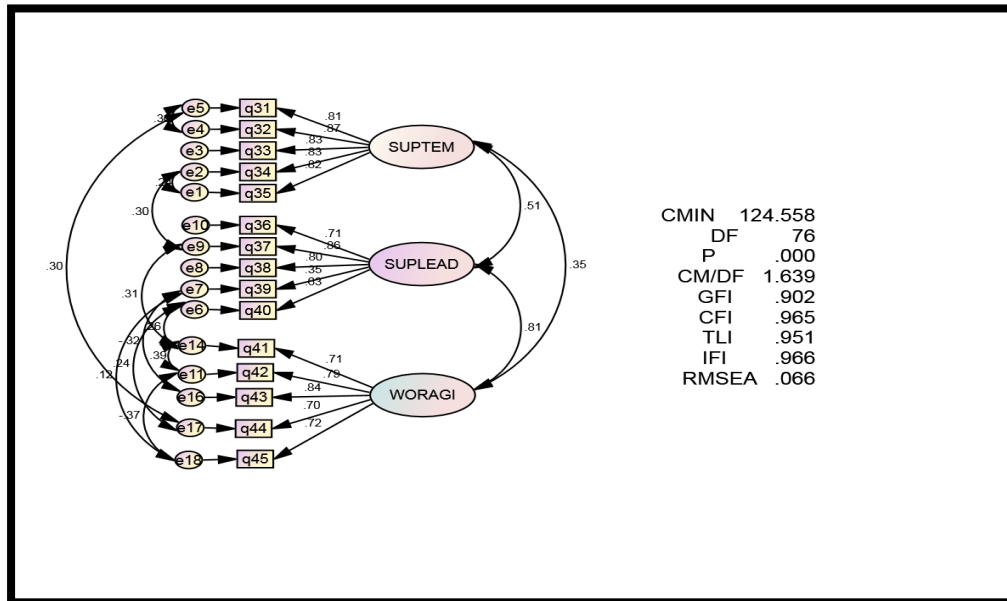 e5 q31
.81
.36
e4 q32
.87
SUPTEM
e3 q33
.83
e2 q34
.83
e1 q35
.82
.30
.51
e10 q36
.71
e9 q37
.86
SUPLEAD
e8 q38
.80
.30
.35
e7 q39
.35
e6 q40
.03
.31
.26
-.32
.81
e14 q41
.71
.39
.24
e11 q42
.79
.12
WORAGI
e16 q43
.84
-.37
e17 q44
.70
e18 q45
.72
CMIN 124.558
DF 76
P .000
CM/DF 1.639
GFI .902
CFI .965
TLI .951
IFI .966
RMSEA .066